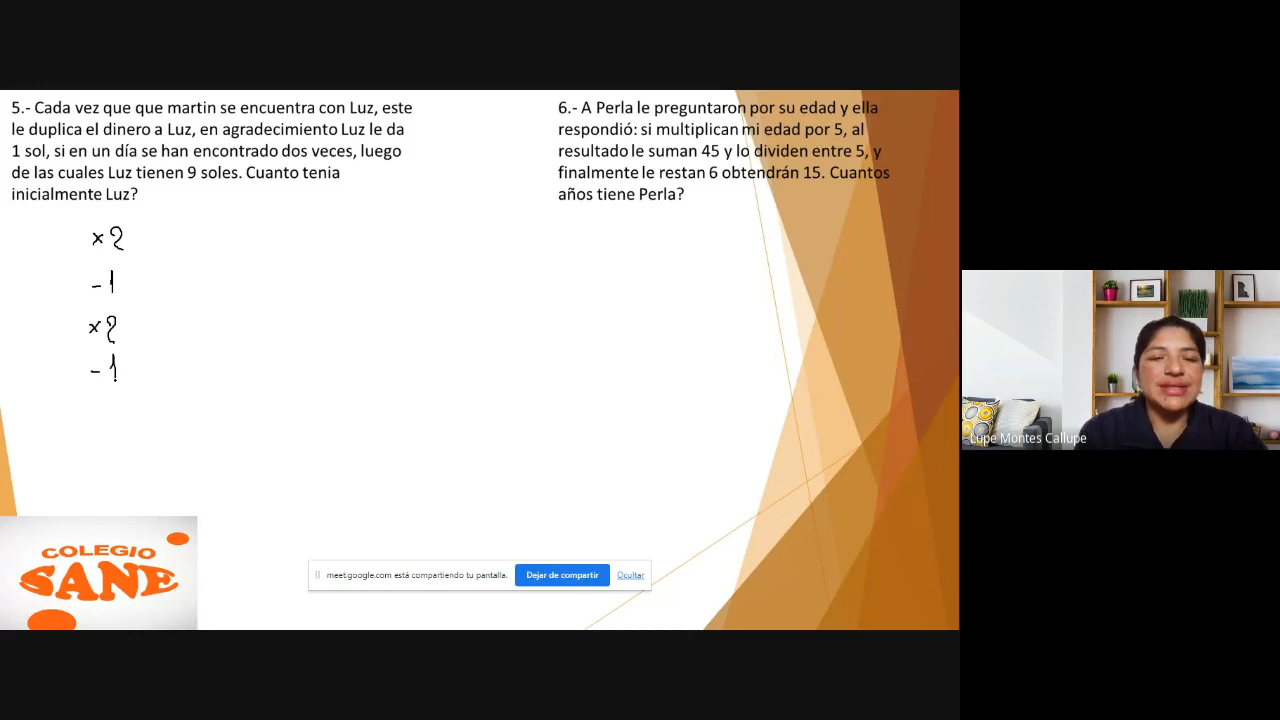 5.- Cada vez que que martin se encuentra con Luz, este
le duplica el dinero a Luz, en agradecimiento Luz le da
1 sol, si en un día se han encontrado dos veces, luego
de las cuales Luz tienen 9 soles. Cuanto tenia
inicialmente Luz?
× 2
- 1
× 2
- 1
6.- A Perla le preguntaron por su edad y ella
respondió: si multiplican mi edad por 5, al
resultado le suman 45 y lo dividen entre 5, y
finalmente le restan 6 obtendrán 15. Cuantos
años tiene Perla?
COLEGIO
SANE
meet.google.com está compartiendo tu pantalla.
Dejar de compartir
Ocultar
Lupe Montes Callupe